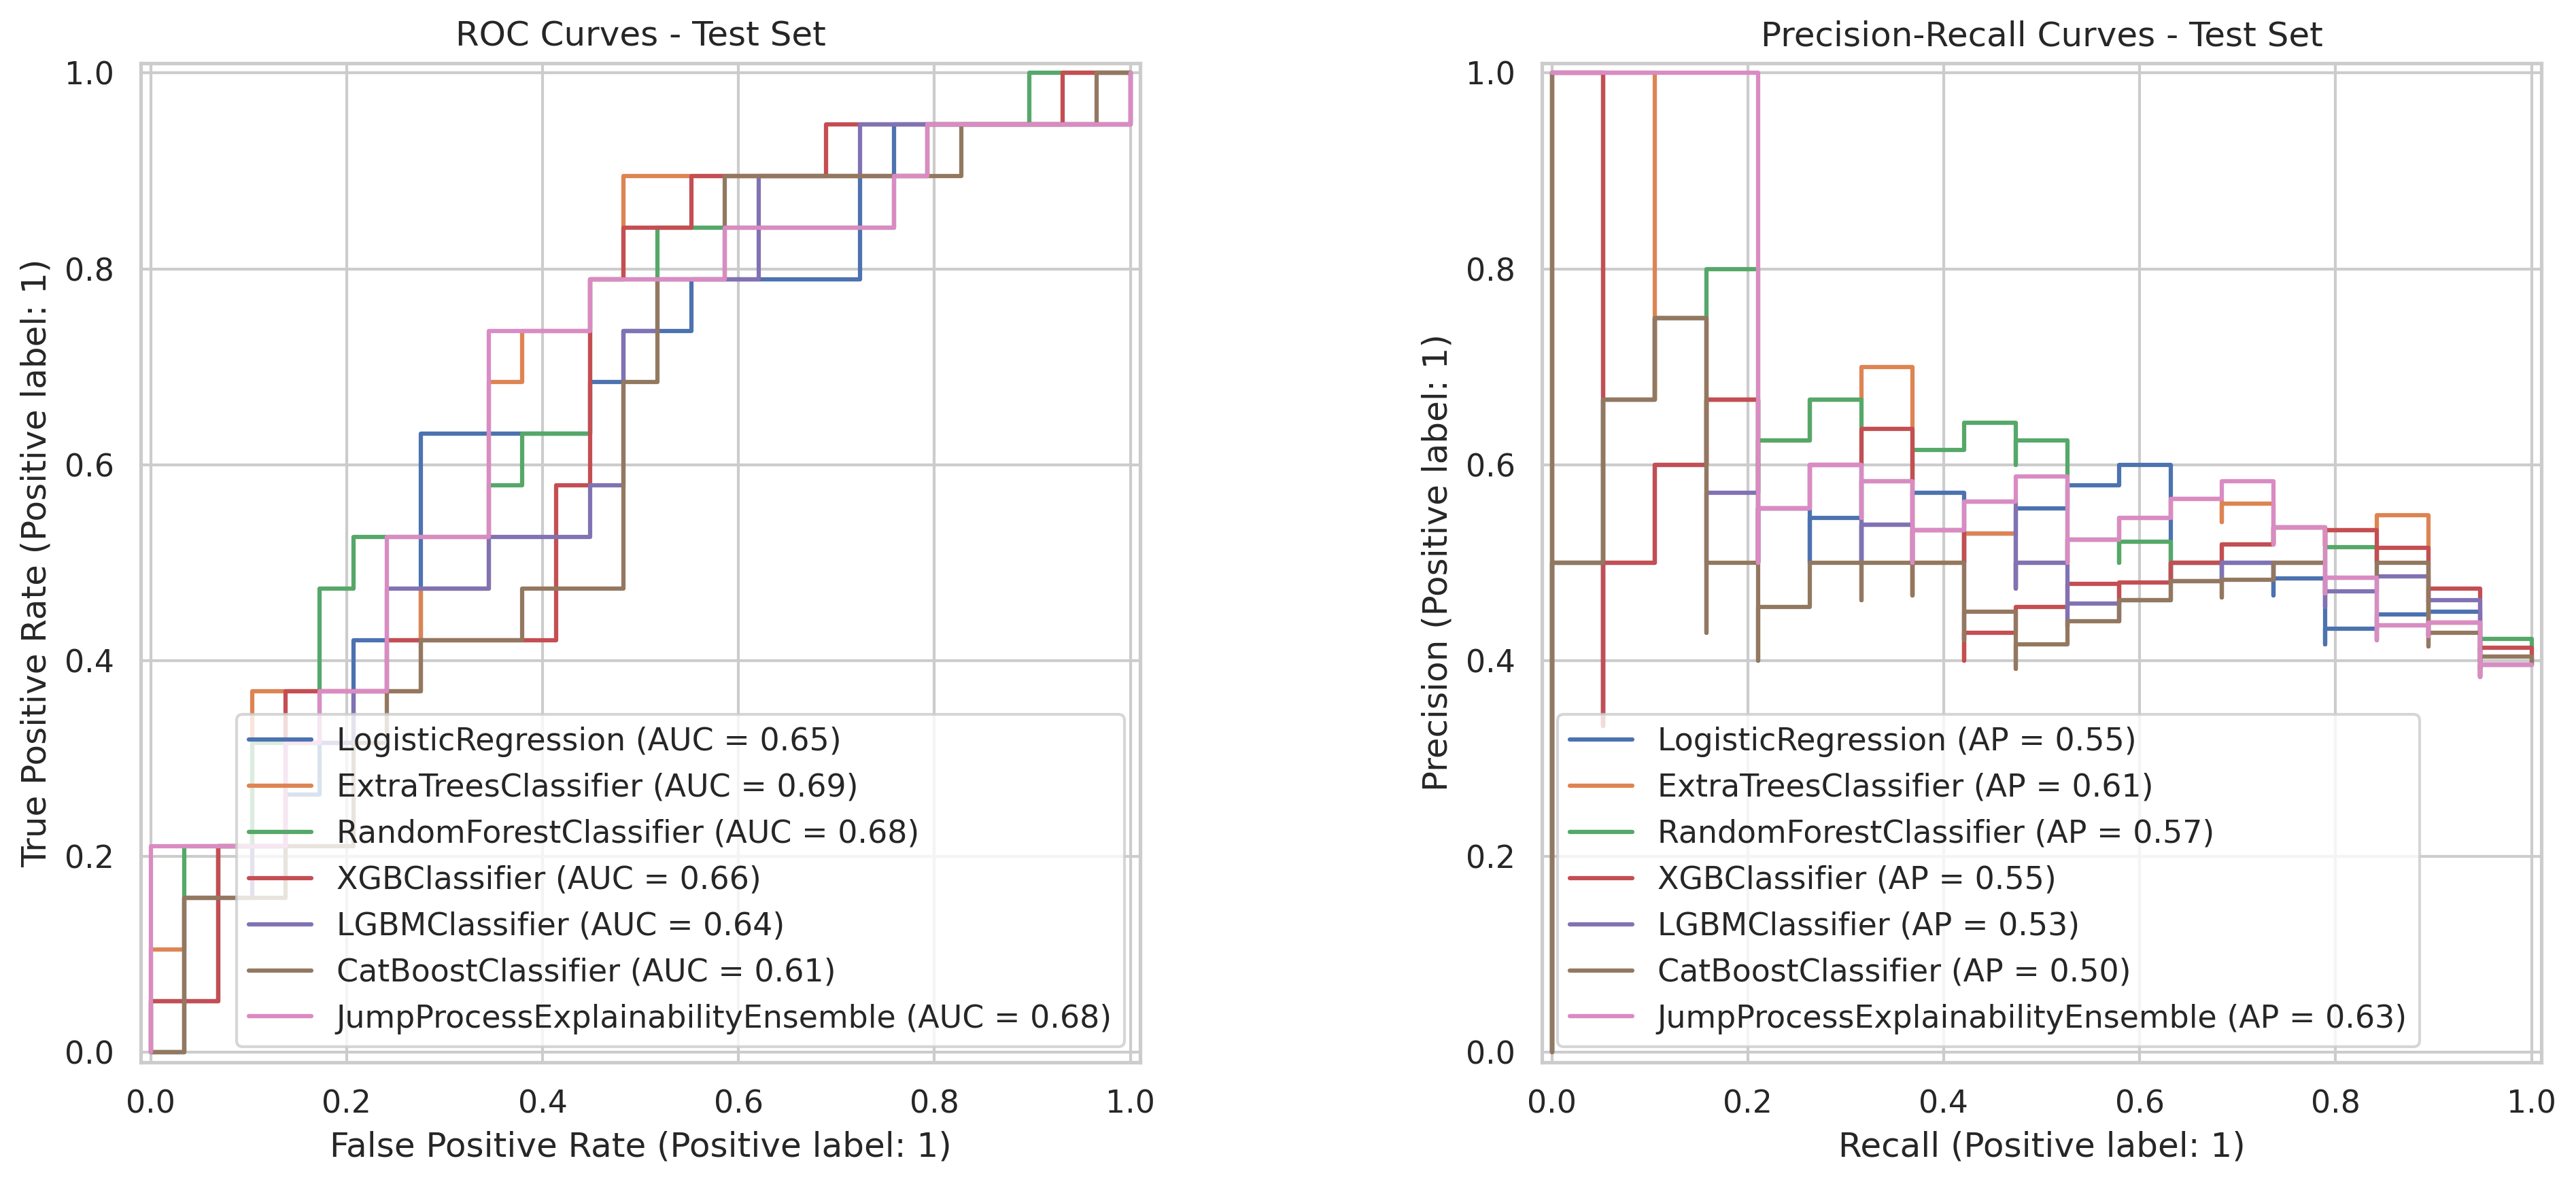 ROC Curves - Test Set
1.0
0.8
0.6
0.4
0.2
0.0
True Positive Rate (Positive label: 1)
LogisticRegression (AUC = 0.65)
ExtraTreesClassifier (AUC = 0.69)
RandomForestClassifier (AUC = 0.68)
XGBClassifier (AUC = 0.66)
LGBMClassifier (AUC = 0.64)
CatBoostClassifier (AUC = 0.61)
JumpProcessExplainabilityEnsemble (AUC = 0.68)
0.0 0.2 0.4 0.6 0.8 1.0
False Positive Rate (Positive label: 1)
Precision-Recall Curves - Test Set
1.0
0.8
0.6
0.4
0.2
0.0
Precision (Positive label: 1)
LogisticRegression (AP = 0.55)
ExtraTreesClassifier (AP = 0.61)
RandomForestClassifier (AP = 0.57)
XGBClassifier (AP = 0.55)
LGBMClassifier (AP = 0.53)
CatBoostClassifier (AP = 0.50)
JumpProcessExplainabilityEnsemble (AP = 0.63)
0.0 0.2 0.4 0.6 0.8 1.0
Recall (Positive label: 1)